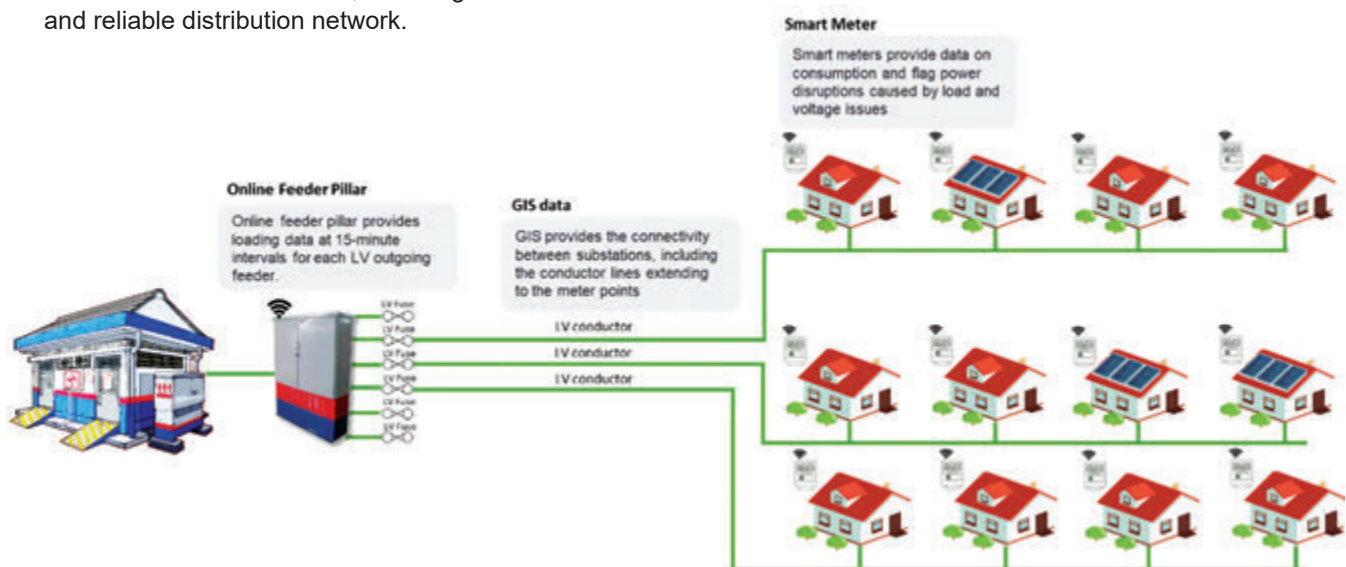 and reliable distribution network.
Smart Meter
Smart meters provide data on
consumption and flag power
disruptions caused by load and
voltage issues
Online Feeder Pillar
Online feeder pillar provides
loading data at 15-minute
intervals for each LV outgoing
feeder.
GIS data
GIS provides the connectivity
between substations, including
the conductor lines extending
to the meter points
LV Fuse
LV Fuse
LV Fuse
LV Fuse
LV Fuse
LV Fuse
LV conductor
LV conductor
LV conductor